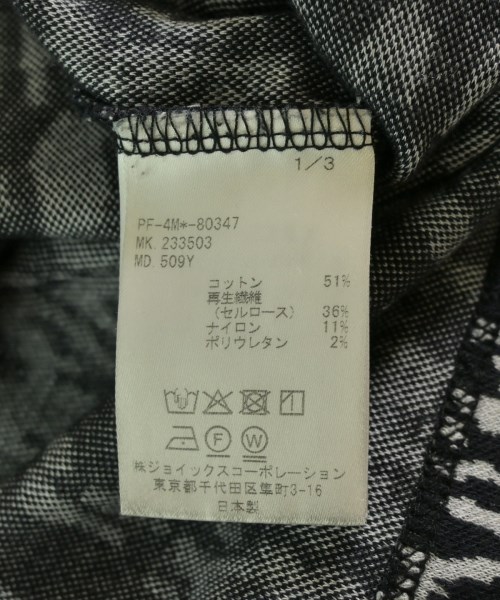 1/3
PF-4M*-80347
MK. 233503
MD. 509Y
コットン 51%
再生繊維
(セルロース) 36%
ナイロン 11%
ポリウレタン 2%
F W
株ジョイックスコーポレーション
東京都千代田区隼町3-16
日本製